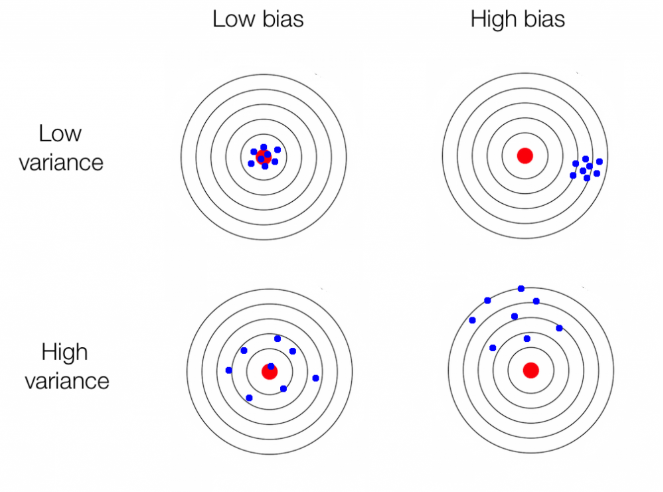 Low bias
High bias
Low
variance
High
variance